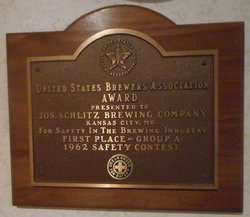 United States Brewers Association
AWARD
PRESENTED TO
JOS. SCHLITZ BREWING COMPANY
KANSAS CITY, MO.
FOR SAFETY IN THE BREWING INDUSTRY
FIRST PLACE - GROUP A
1962 SAFETY CONTEST